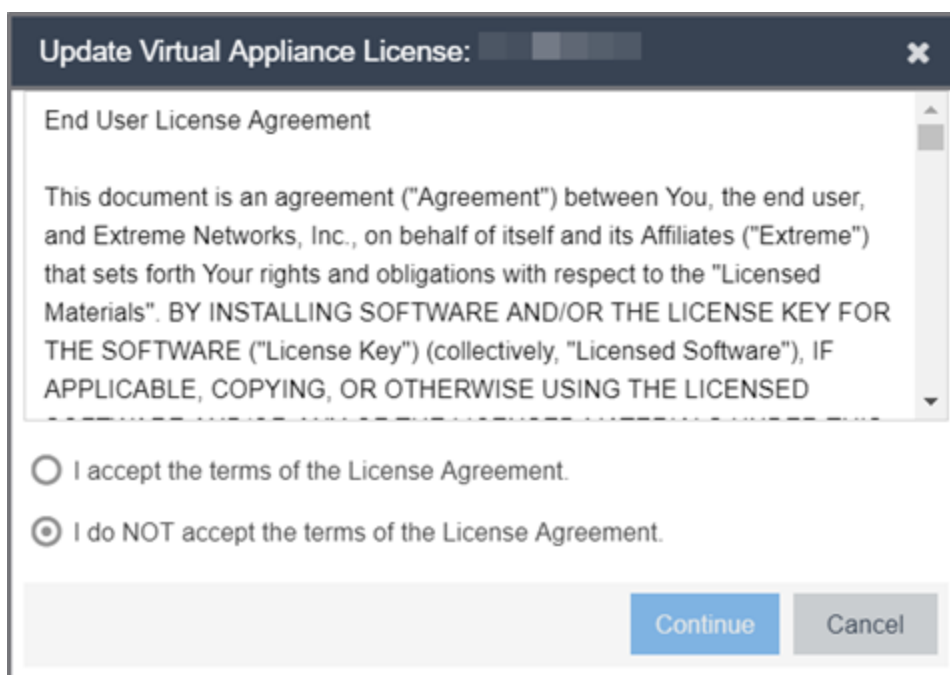 Update Virtual Appliance License:
End User License Agreement
This document is an agreement ("Agreement") between You, the end user,
and Extreme Networks, Inc., on behalf of itself and its Affiliates ("Extreme")
that sets forth Your rights and obligations with respect to the "Licensed
Materials". BY INSTALLING SOFTWARE AND/OR THE LICENSE KEY FOR
THE SOFTWARE ("License Key") (collectively, "Licensed Software"), IF
APPLICABLE, COPYING, OR OTHERWISE USING THE LICENSED
I accept the terms of the License Agreement.
I do NOT accept the terms of the License Agreement.
Continue
Cancel